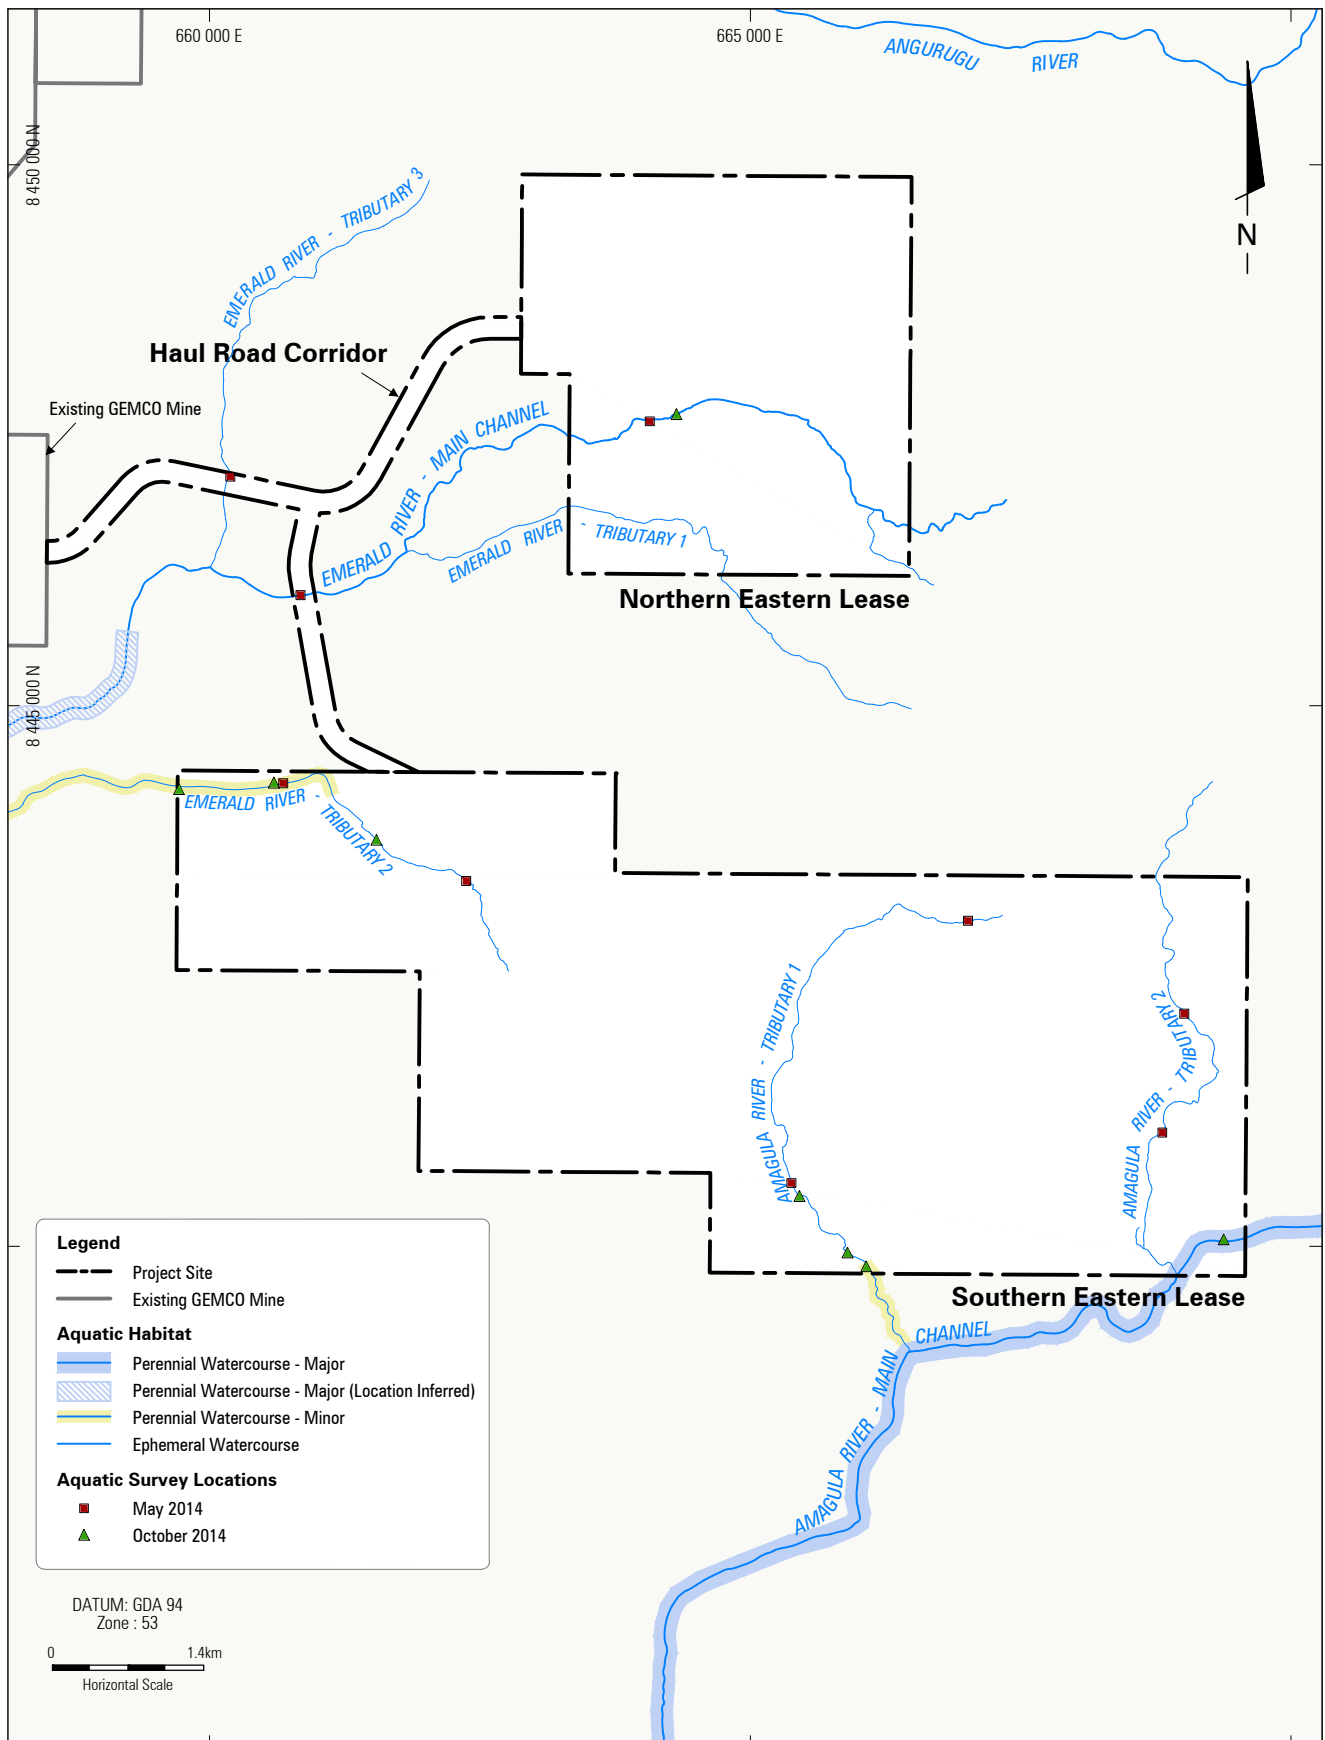 660 000 E
665 000 E
ANGURUGU RIVER
8 450 000 N
EMERALD RIVER - TRIBUTARY 3
N
Haul Road Corridor
Existing GEMCO Mine
EMERALD RIVER - MAIN CHANNEL
EMERALD RIVER - TRIBUTARY 1
Northern Eastern Lease
8 445 000 N
EMERALD RIVER - TRIBUTARY 2
AMAGULA RIVER - TRIBUTARY 1
AMAGULA RIVER - TRIBUTARY 2
Southern Eastern Lease
AMAGULA RIVER - MAIN CHANNEL
Legend
Project Site
Existing GEMCO Mine
Aquatic Habitat
Perennial Watercourse - Major
Perennial Watercourse - Major (Location Inferred)
Perennial Watercourse - Minor
Ephemeral Watercourse
Aquatic Survey Locations
May 2014
October 2014
DATUM: GDA 94
Zone : 53
0 1.4km
Horizontal Scale